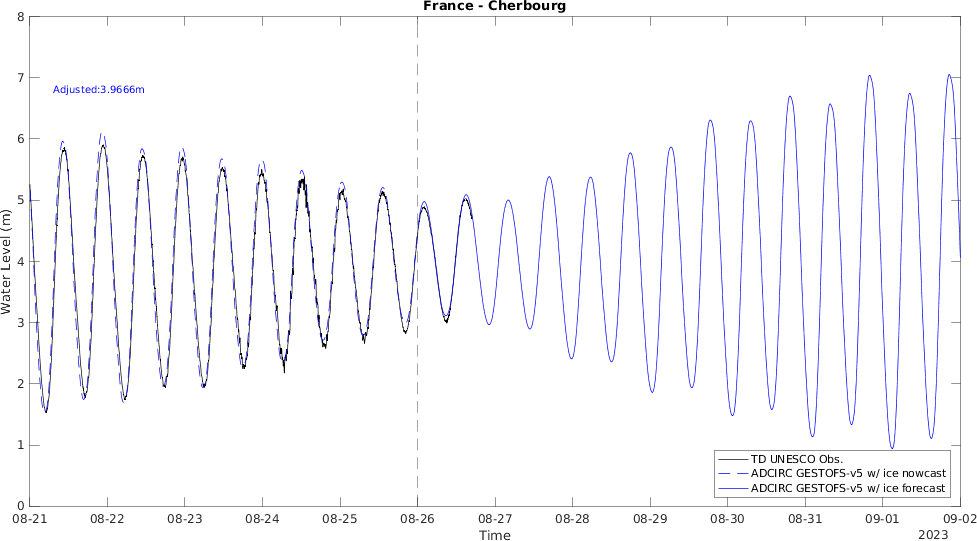 France - Cherbourg
8
7
6
5
4
3
2
1
0
Water Level (m)
Adjusted:3.9666m
TD UNESCO Obs.
ADCIRC GESTOFS-v5 w/ ice nowcast
ADCIRC GESTOFS-v5 w/ ice forecast
08-21 08-22 08-23 08-24 08-25 08-26 08-27 08-28 08-29 08-30 08-31 09-01 09-02
Time
2023